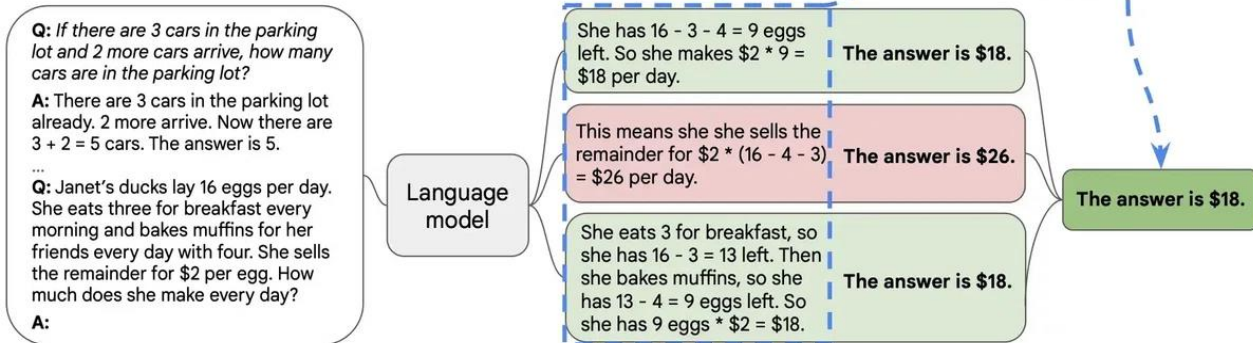 Q: If there are 3 cars in the parking
lot and 2 more cars arrive, how many
cars are in the parking lot?
A: There are 3 cars in the parking lot
already. 2 more arrive. Now there are
3 + 2 = 5 cars. The answer is 5.
...
Q: Janet's ducks lay 16 eggs per day.
She eats three for breakfast every
morning and bakes muffins for her
friends every day with four. She sells
the remainder for $2 per egg. How
much does she make every day?
A:
Language
model
She has 16 - 3 - 4 = 9 eggs
left. So she makes $2 * 9 =
$18 per day.
The answer is $18.
This means she she sells the
remainder for $2 * (16 - 4 - 3)
= $26 per day.
The answer is $26.
She eats 3 for breakfast, so
she has 16 - 3 = 13 left. Then
she bakes muffins, so she
has 13 - 4 = 9 eggs left. So
she has 9 eggs * $2 = $18.
The answer is $18.
The answer is $18.